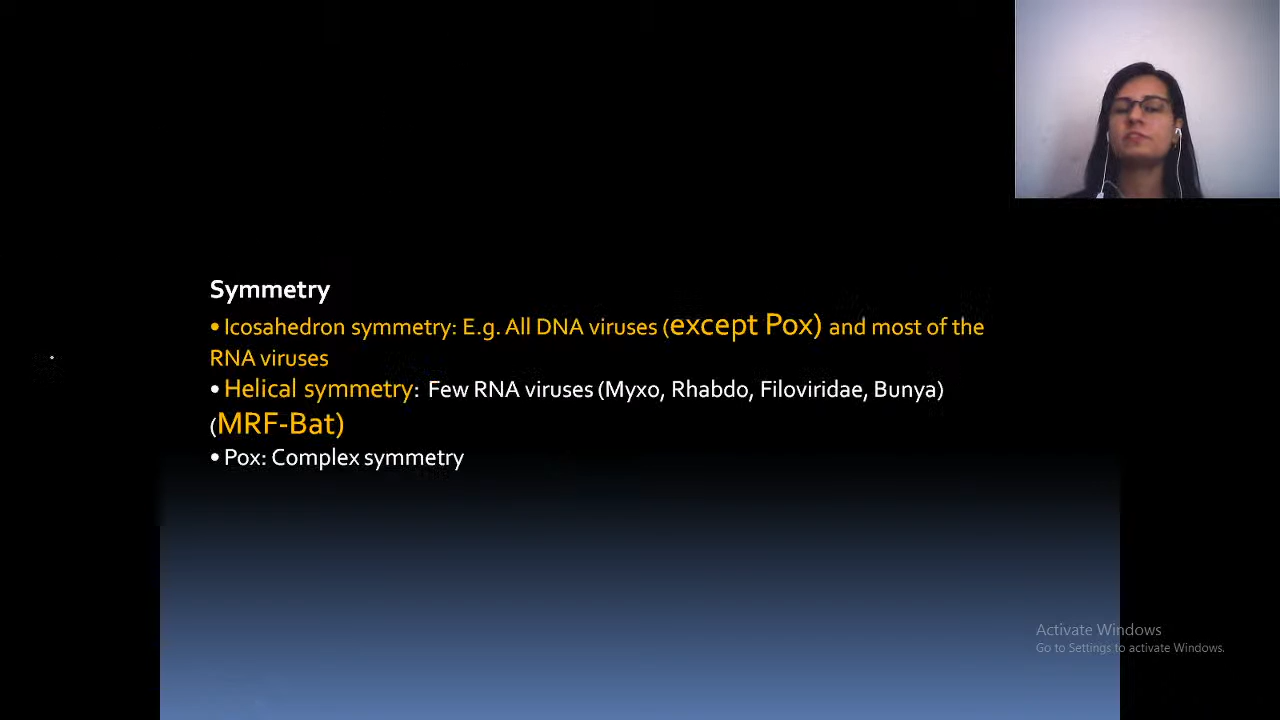 Symmetry
• Icosahedron symmetry: E.g. All DNA viruses (except Pox) and most of the
RNA viruses
• Helical symmetry: Few RNA viruses (Myxo, Rhabdo, Filoviridae, Bunya)
(MRF-Bat)
• Pox: Complex symmetry
Activate Windows
Go to Settings to activate Windows.